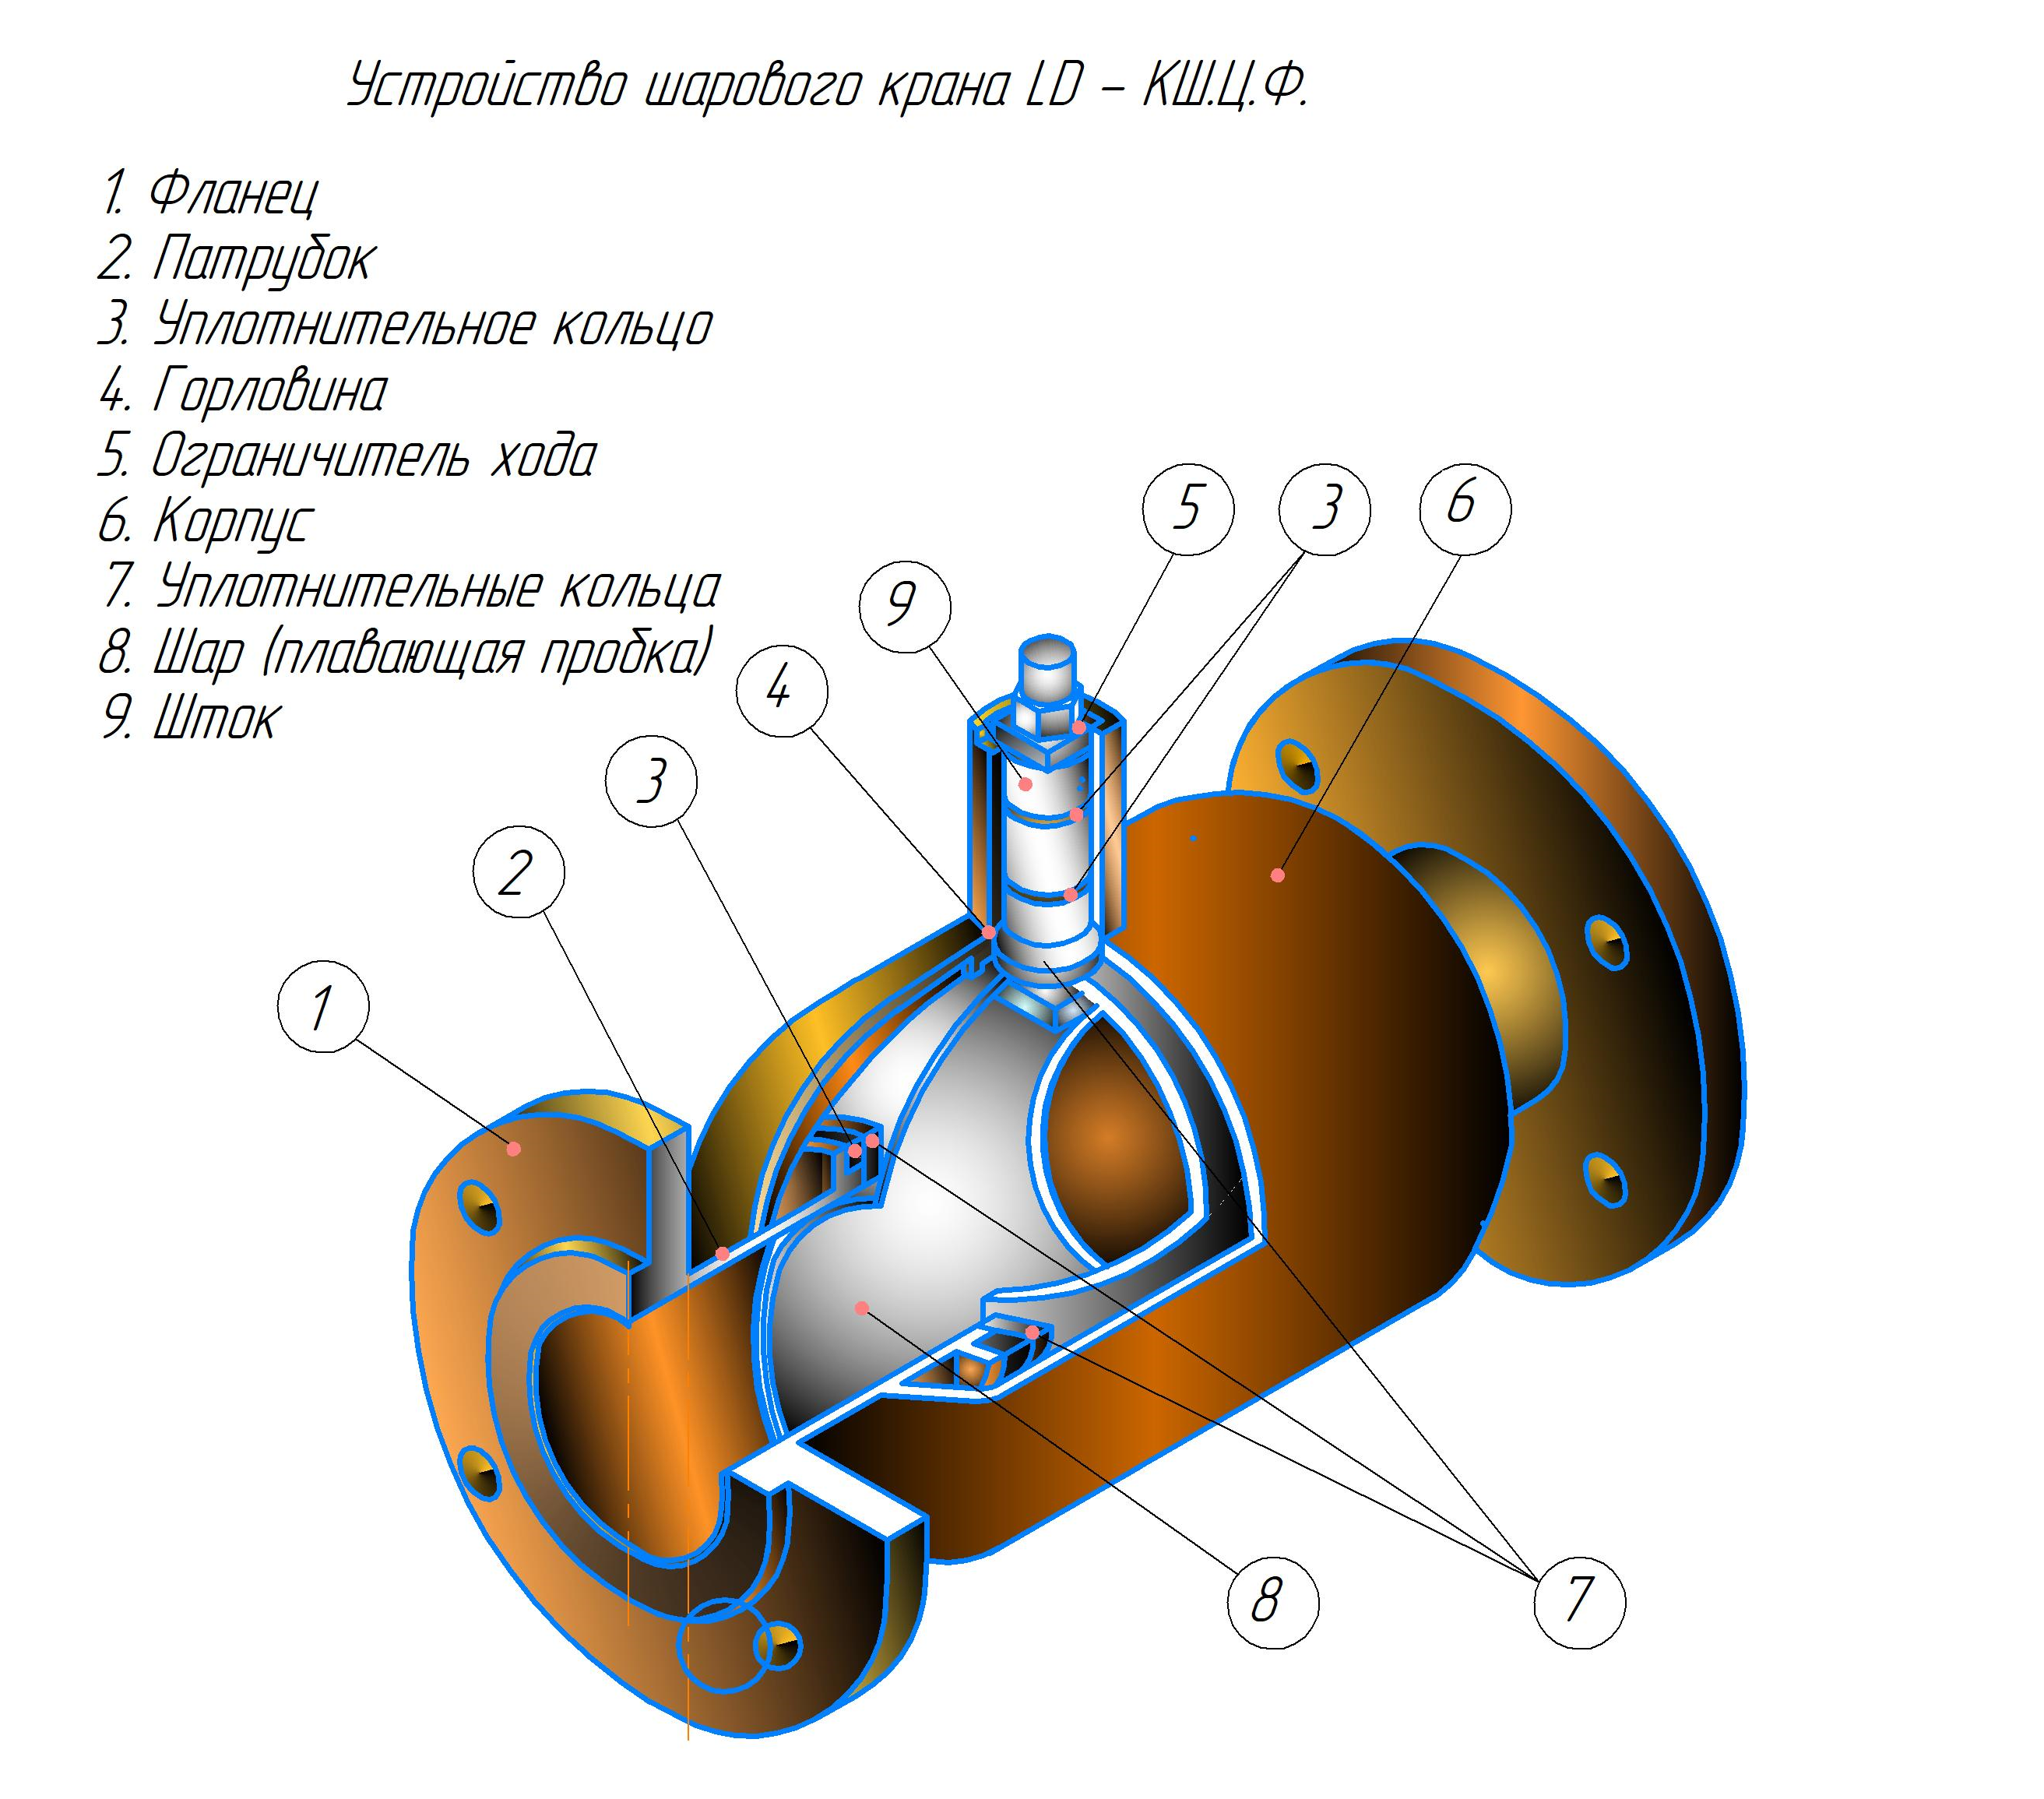 Устройство шарового крана LD - КШ.Ц.Ф.
1. Фланец
2. Патрубок
3. Уплотнительное кольцо
4. Горловина
5. Ограничитель хода
6. Корпус
7. Уплотнительные кольца
8. Шар (плавающая пробка)
9. Шток
5
3
6
9
4
3
2
1
8
7